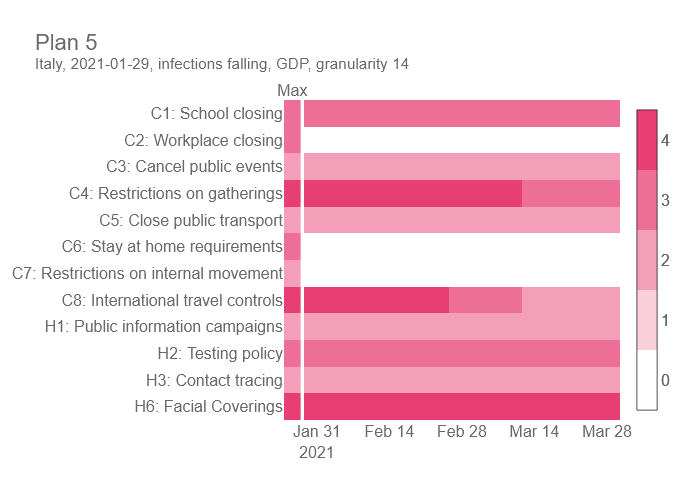 Plan 5
Italy, 2021-01-29, infections falling, GDP, granularity 14
Max
C1: School closing
C2: Workplace closing
C3: Cancel public events
C4: Restrictions on gatherings
C5: Close public transport
C6: Stay at home requirements
C7: Restrictions on internal movement
C8: International travel controls
H1: Public information campaigns
H2: Testing policy
H3: Contact tracing
H6: Facial Coverings
Jan 31 Feb 14 Feb 28 Mar 14 Mar 28
2021
4
3
2
1
0